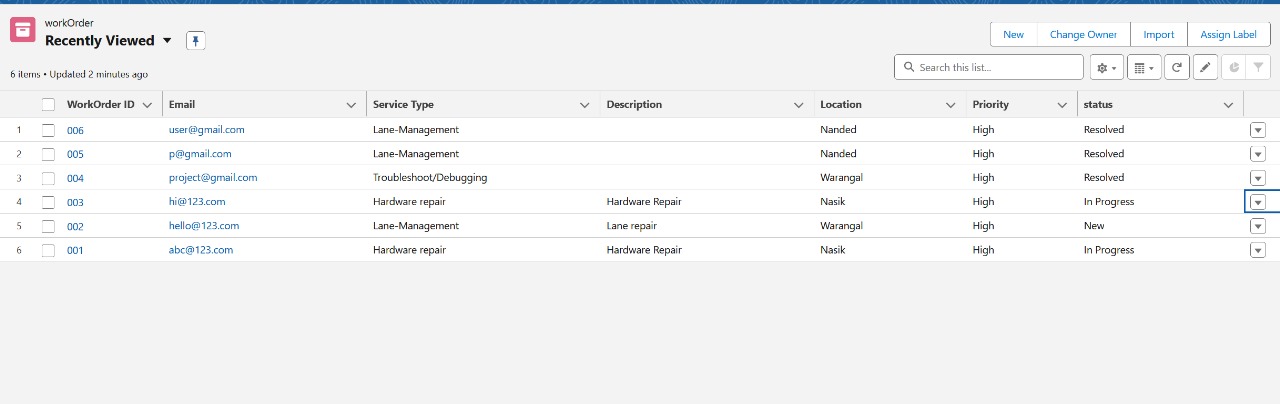 workOrder
Recently Viewed
New Change Owner Import Assign Label
6 items • Updated 2 minutes ago
Search this list...
WorkOrder ID Email Service Type Description Location Priority status
1 006 user@gmail.com Lane-Management Nanded High Resolved
2 005 p@gmail.com Lane-Management Nanded High Resolved
3 004 project@gmail.com Troubleshoot/Debugging Warangal High Resolved
4 003 hi@123.com Hardware repair Hardware Repair Nasik High In Progress
5 002 hello@123.com Lane-Management Lane repair Warangal High New
6 001 abc@123.com Hardware repair Hardware Repair Nasik High In Progress